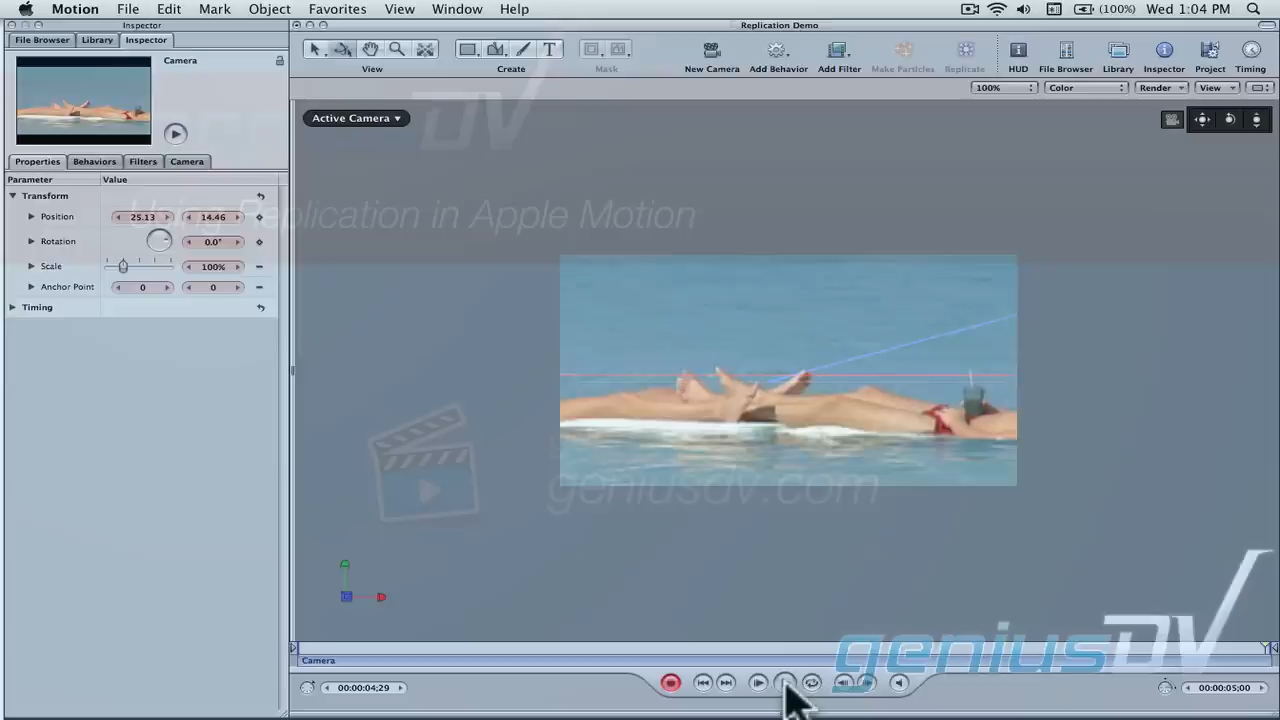 Motion File Edit Mark Object Favorites View Window Help (100%) Wed 1:04 PM
Inspector
Replication Demo
File Browser Library Inspector
Camera
View Create Mask New Camera Add Behavior Add Filter Make Particles Replicate HUD File Browser Library Inspector Project Timing
100% Color Render View
Active Camera
Properties Behaviors Filters Camera
Parameter Value
Transform
Position 25.13 14.46
Rotation 0.0°
Scale 100%
Anchor Point 0 0
Timing
DV
Using Replication in Apple Motion
geniusdv.com
geniusDV
Camera
00:00:04;29
00:00:05;00